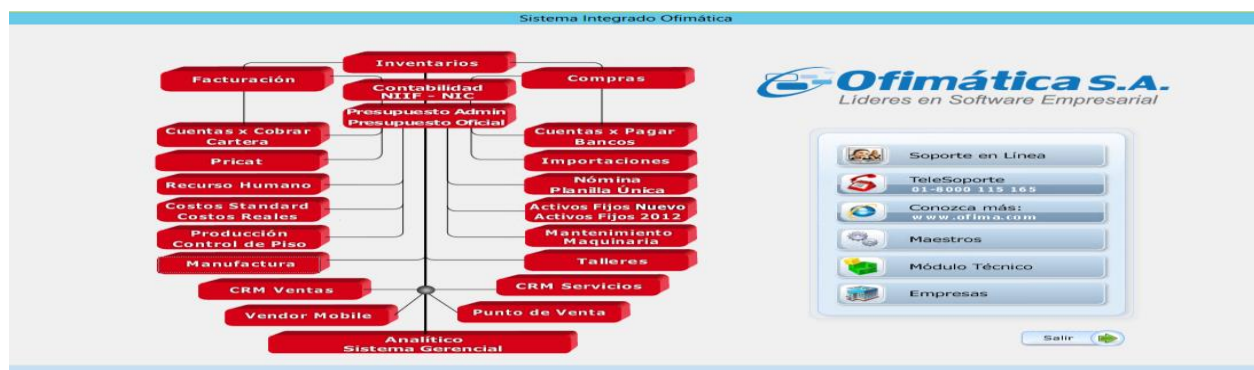 Sistema Integrado Ofimática
Inventarios
Facturación
Compras
Contabilidad
NIIF - NIC
Presupuesto Admin
Presupuesto Oficial
Cuentas x Cobrar
Cartera
Cuentas x Pagar
Bancos
Pricat
Importaciones
Recurso Humano
Nómina
Planilla Única
Costos Standard
Costos Reales
Activos Fijos Nuevo
Activos Fijos 2012
Producción
Control de Piso
Mantenimiento
Maquinaria
Manufactura
Talleres
CRM Ventas
CRM Servicios
Vendor Mobile
Punto de Venta
Analítico
Sistema Gerencial
Ofimática S.A.
Líderes en Software Empresarial
Soporte en Línea
TeleSoporte
01-8000 115 165
Conozca más:
www.ofima.com
Maestros
Módulo Técnico
Empresas
Salir